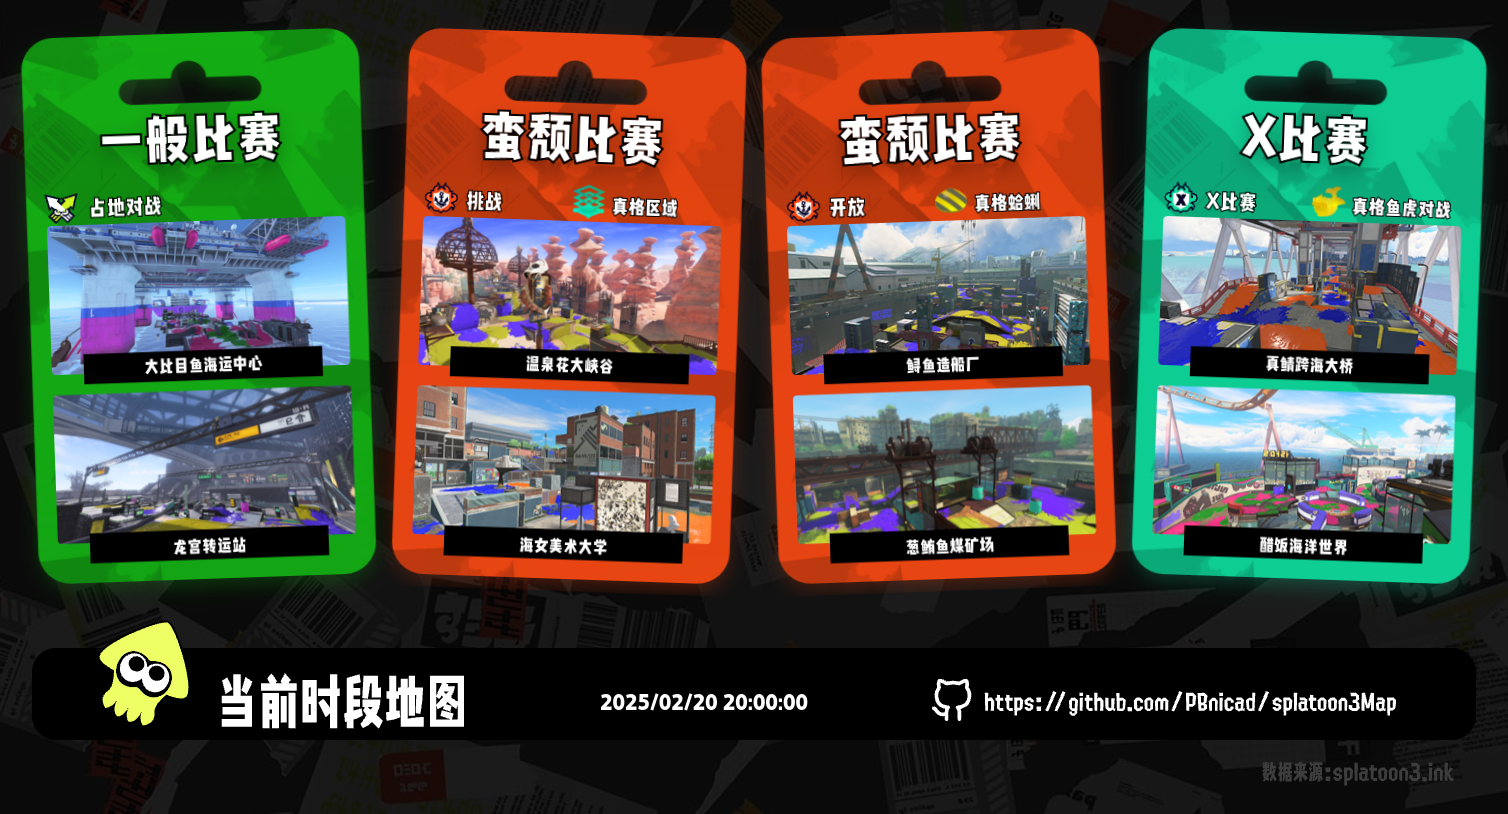 一般比赛
占地对战
大比目鱼海运中心
龙宫转运站
蛮颓比赛
挑战
真格区域
温泉花大峡谷
海女美术大学
蛮颓比赛
开放
真格蛤蜊
鲟鱼造船厂
葱鲔鱼煤矿场
X比赛
X比赛
真格鱼虎对战
真鲭跨海大桥
醋饭海洋世界
当前时段地图
2025/02/20 20:00:00
https://github.com/PBnicad/splatoon3Map
数据来源:splatoon3.ink